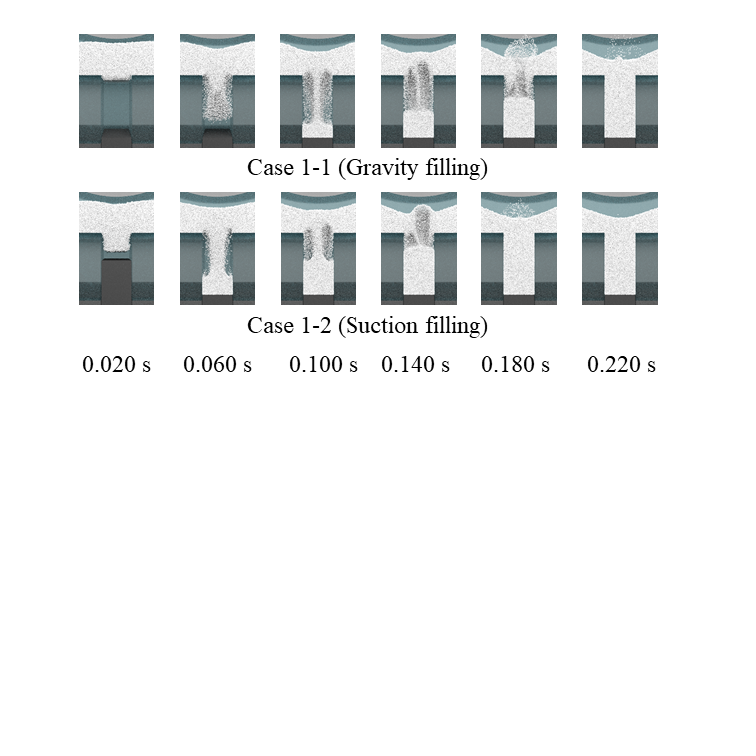 Case 1-1 (Gravity filling)
Case 1-2 (Suction filling)
0.020 s 0.060 s 0.100 s 0.140 s 0.180 s 0.220 s